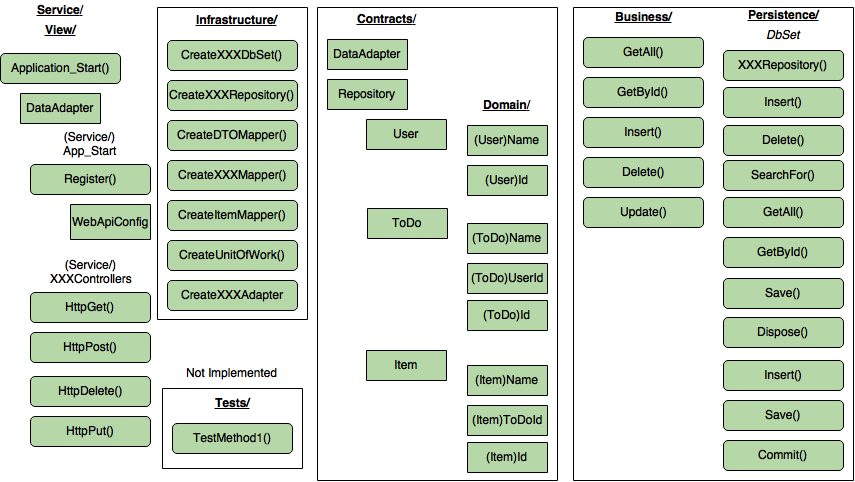 Service/
View/
Application_Start()
DataAdapter
(Service/)
App_Start
Register()
WebApiConfig
(Service/)
XXXControllers
HttpGet()
HttpPost()
HttpDelete()
HttpPut()
Infrastructure/
CreateXXXDbSet()
CreateXXXRepository()
CreateDTOMapper()
CreateXXXMapper()
CreateItemMapper()
CreateUnitOfWork()
CreateXXXAdapter
Not Implemented
Tests/
TestMethod1()
Contracts/
DataAdapter
Repository
User
ToDo
Item
Domain/
(User)Name
(User)Id
(ToDo)Name
(ToDo)UserId
(ToDo)Id
(Item)Name
(Item)ToDoId
(Item)Id
Business/
GetAll()
GetById()
Insert()
Delete()
Update()
Persistence/
DbSet
XXXRepository()
Insert()
Delete()
SearchFor()
GetAll()
GetById()
Save()
Dispose()
Insert()
Save()
Commit()